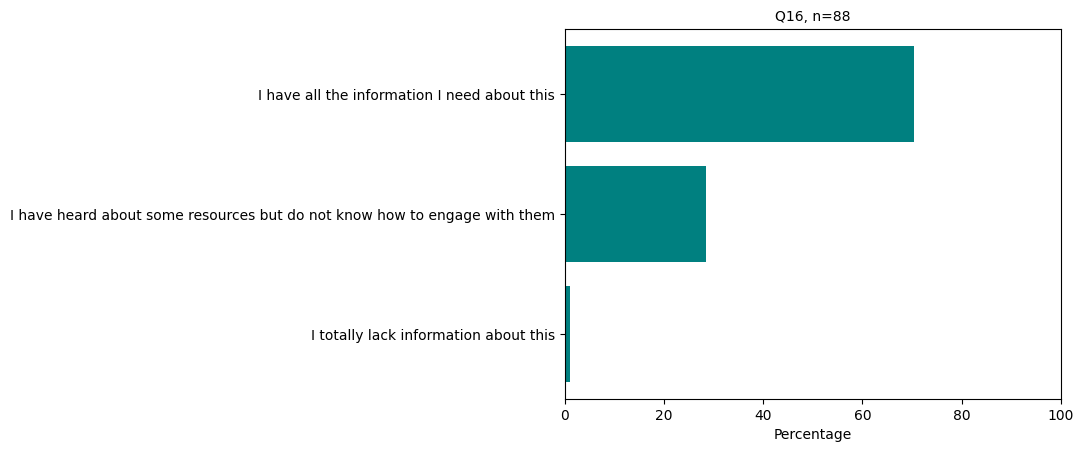 Q16, n=88
I have all the information I need about this
I have heard about some resources but do not know how to engage with them
I totally lack information about this
0 20 40 60 80 100
Percentage